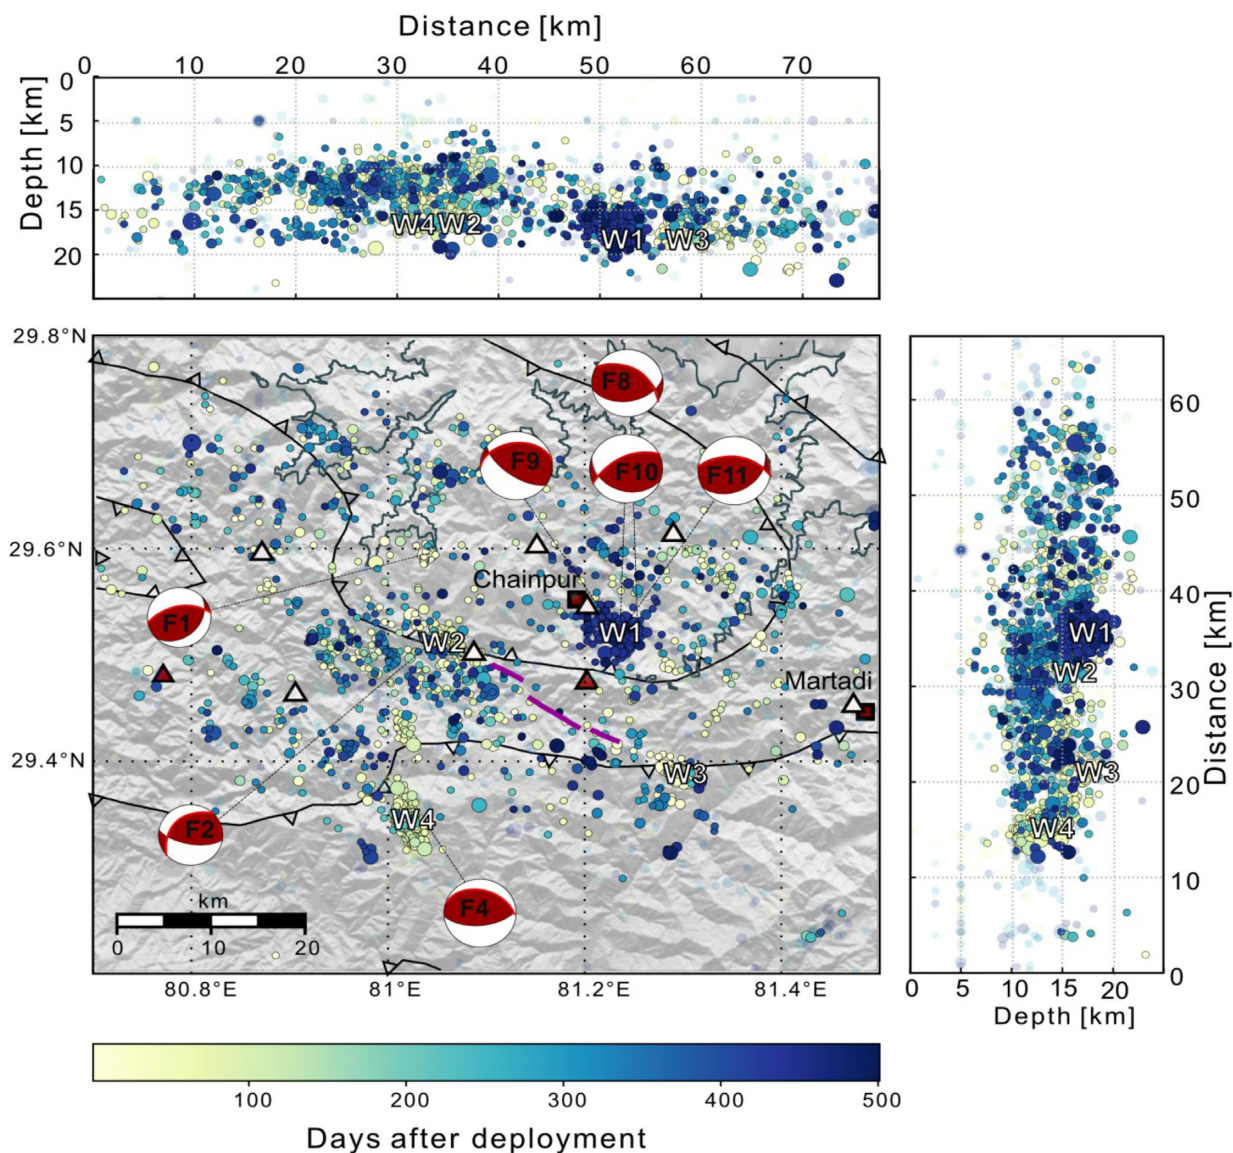 Distance [km]
0 10 20 30 40 50 60 70
Depth [km]
0
5
10
15
20
W4 W2 W1 W3
29.8°N
29.6°N
29.4°N
F8
F9 F10 F11
Chainpur
F1
W2 W1
Martadi
W3
W4
F2
F4
km
0 10 20
80.8°E 81°E 81.2°E 81.4°E
60
50
40
30
20
10
0
Distance [km]
W1
W2
W3
W4
0 5 10 15 20
Depth [km]
100 200 300 400 500
Days after deployment